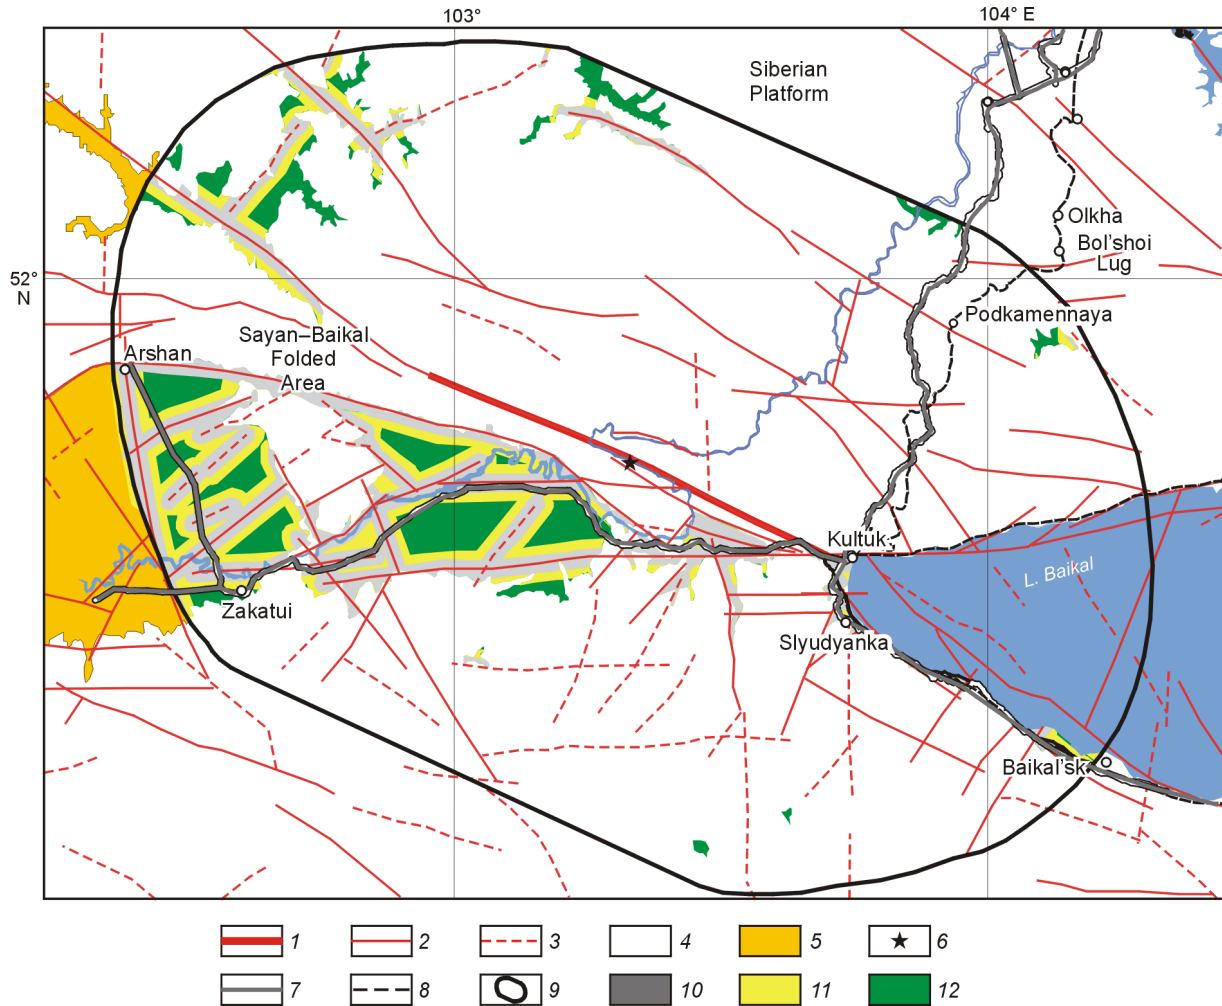 103°
104° E
Siberian
Platform
Olkha
Bol'shoi
Lug
52°
N
Podkamennaya
Sayan–Baikal
Folded
Area
Arshan
Kultuk
L. Baikal
Zakatui
Slyudyanka
Baikal'sk
1
2
3
4
5
6
7
8
9
10
11
12